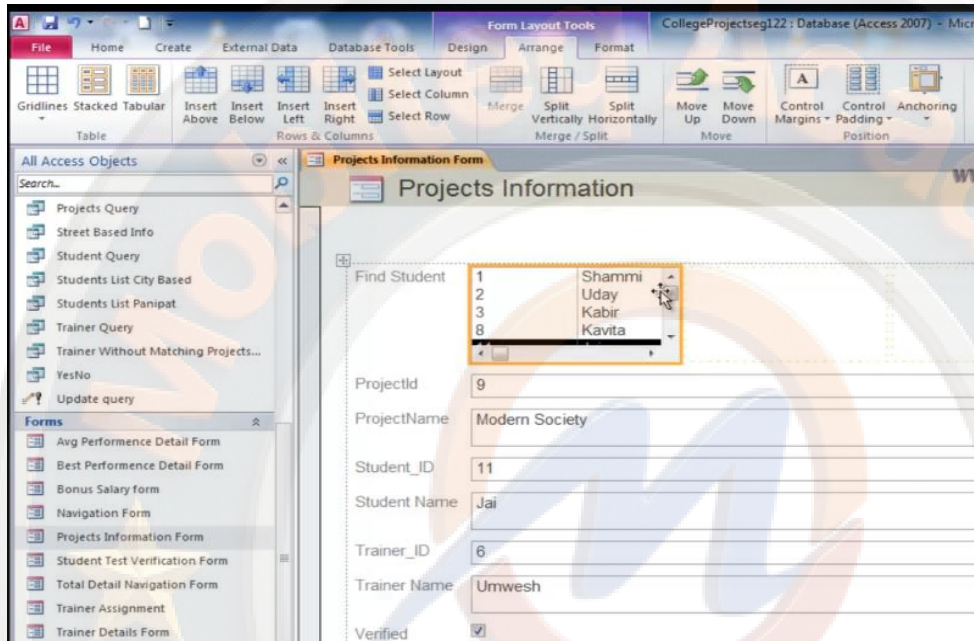 Form Layout Tools
CollegeProjectseg122 : Database (Access 2007) - Micr
File Home Create External Data Database Tools Design Arrange Format
Gridlines Stacked Tabular
Insert Above
Insert Below
Insert Left
Insert Right
Select Layout
Select Column
Select Row
Merge
Split Vertically
Split Horizontally
Move Up
Move Down
Control Margins
Control Padding
Anchoring
Table
Rows & Columns
Merge / Split
Move
Position
All Access Objects
Search...
Projects Query
Street Based Info
Student Query
Students List City Based
Students List Panipat
Trainer Query
Trainer Without Matching Projects...
YesNo
Update query
Forms
Avg Performence Detail Form
Best Performence Detail Form
Bonus Salary form
Navigation Form
Projects Information Form
Student Test Verification Form
Total Detail Navigation Form
Trainer Assignment
Trainer Details Form
Projects Information Form
Projects Information
Find Student
1 Shammi
2 Uday
3 Kabir
8 Kavita
ProjectId 9
ProjectName Modern Society
Student_ID 11
Student Name Jai
Trainer_ID 6
Trainer Name Umwesh
Verified